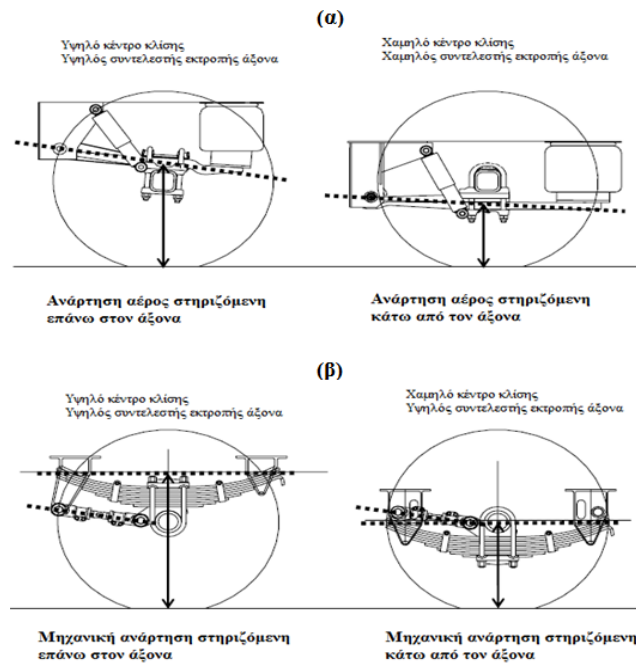 (α)
Υψηλό κέντρο κλίσης
Υψηλός συντελεστής εκτροπής άξονα
Χαμηλό κέντρο κλίσης
Χαμηλός συντελεστής εκτροπής άξονα
Ανάρτηση αέρος στηριζόμενη
επάνω στον άξονα
Ανάρτηση αέρος στηριζόμενη
κάτω από τον άξονα
(β)
Υψηλό κέντρο κλίσης
Υψηλός συντελεστής εκτροπής άξονα
Χαμηλό κέντρο κλίσης
Υψηλός συντελεστής εκτροπής άξονα
Μηχανική ανάρτηση στηριζόμενη
επάνω στον άξονα
Μηχανική ανάρτηση στηριζόμενη
κάτω από τον άξονα